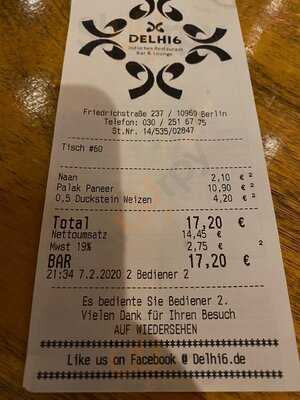 DELHI6
Indisches Restaurant
Bar & Lounge
Friedrichstraße 237 / 10969 Berlin
Telefon: 030 / 251 67 75
St.Nr. 14/535/02847
Tisch #60
Naan 2,10 € 2
Palak Paneer 10,90 € 2
0,5 Duckstein Weizen 4,20 € 2
Total 17,20 €
Nettoumsatz 14,45 €
Mwst 19% 2,75 € 2
BAR 17,20 €
21:34 7.2.2020 2 Bediener 2
Es bediente Sie Bediener 2.
Vielen Dank für Ihren Besuch
AUF WIEDERSEHEN
Like us on Facebook @ Delhi6.de